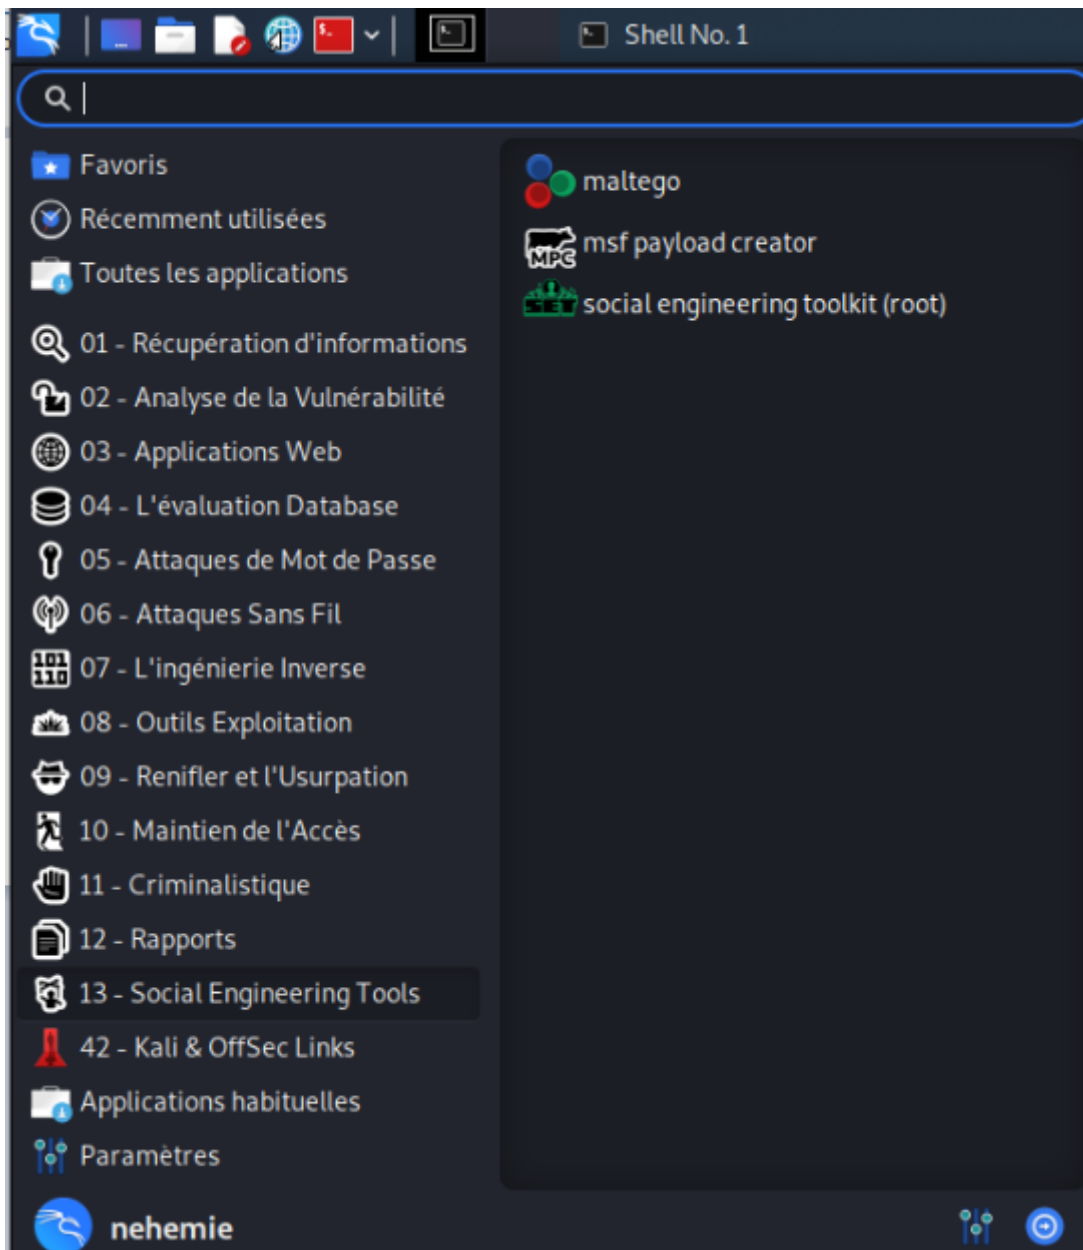 Shell No. 1
Favoris
Récemment utilisées
Toutes les applications
01 - Récupération d'informations
02 - Analyse de la Vulnérabilité
03 - Applications Web
04 - L'évaluation Database
05 - Attaques de Mot de Passe
06 - Attaques Sans Fil
07 - L'ingénierie Inverse
08 - Outils Exploitation
09 - Renifler et l'Usurpation
10 - Maintien de l'Accès
11 - Criminalistique
12 - Rapports
13 - Social Engineering Tools
42 - Kali & OffSec Links
Applications habituelles
Paramètres
maltego
MPC
msf payload creator
SET
social engineering toolkit (root)
nehemie